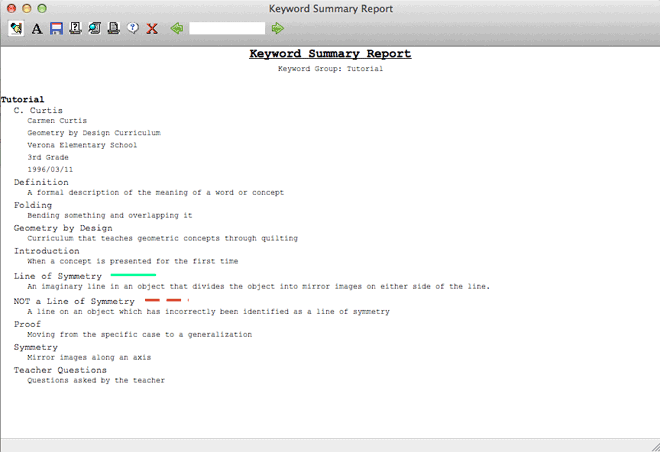 Keyword Summary Report
Keyword Summary Report
Keyword Group: Tutorial
Tutorial
C. Curtis
Carmen Curtis
Geometry by Design Curriculum
Verona Elementary School
3rd Grade
1996/03/11
Definition
A formal description of the meaning of a word or concept
Folding
Bending something and overlapping it
Geometry by Design
Curriculum that teaches geometric concepts through quilting
Introduction
When a concept is presented for the first time
Line of Symmetry
An imaginary line in an object that divides the object into mirror images on either side of the line.
NOT a Line of Symmetry
A line on an object which has incorrectly been identified as a line of symmetry
Proof
Moving from the specific case to a generalization
Symmetry
Mirror images along an axis
Teacher Questions
Questions asked by the teacher